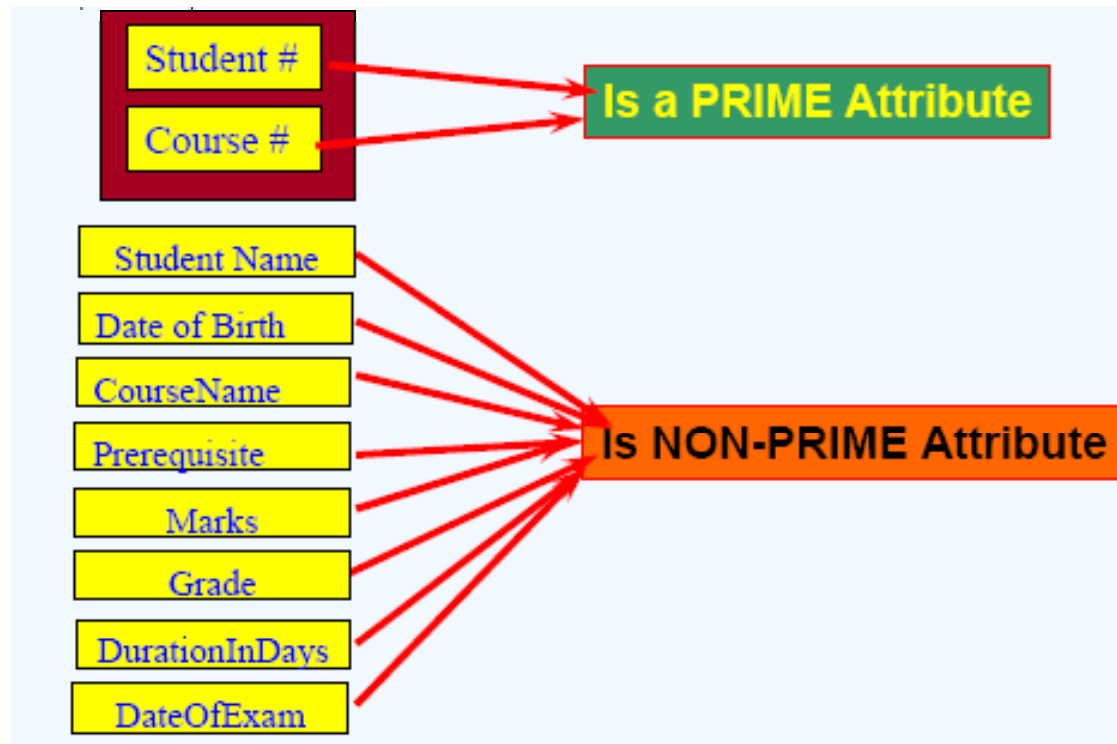 Student #
Course #
Is a PRIME Attribute
Student Name
Date of Birth
CourseName
Prerequisite
Marks
Grade
DurationInDays
DateOfExam
Is NON-PRIME Attribute